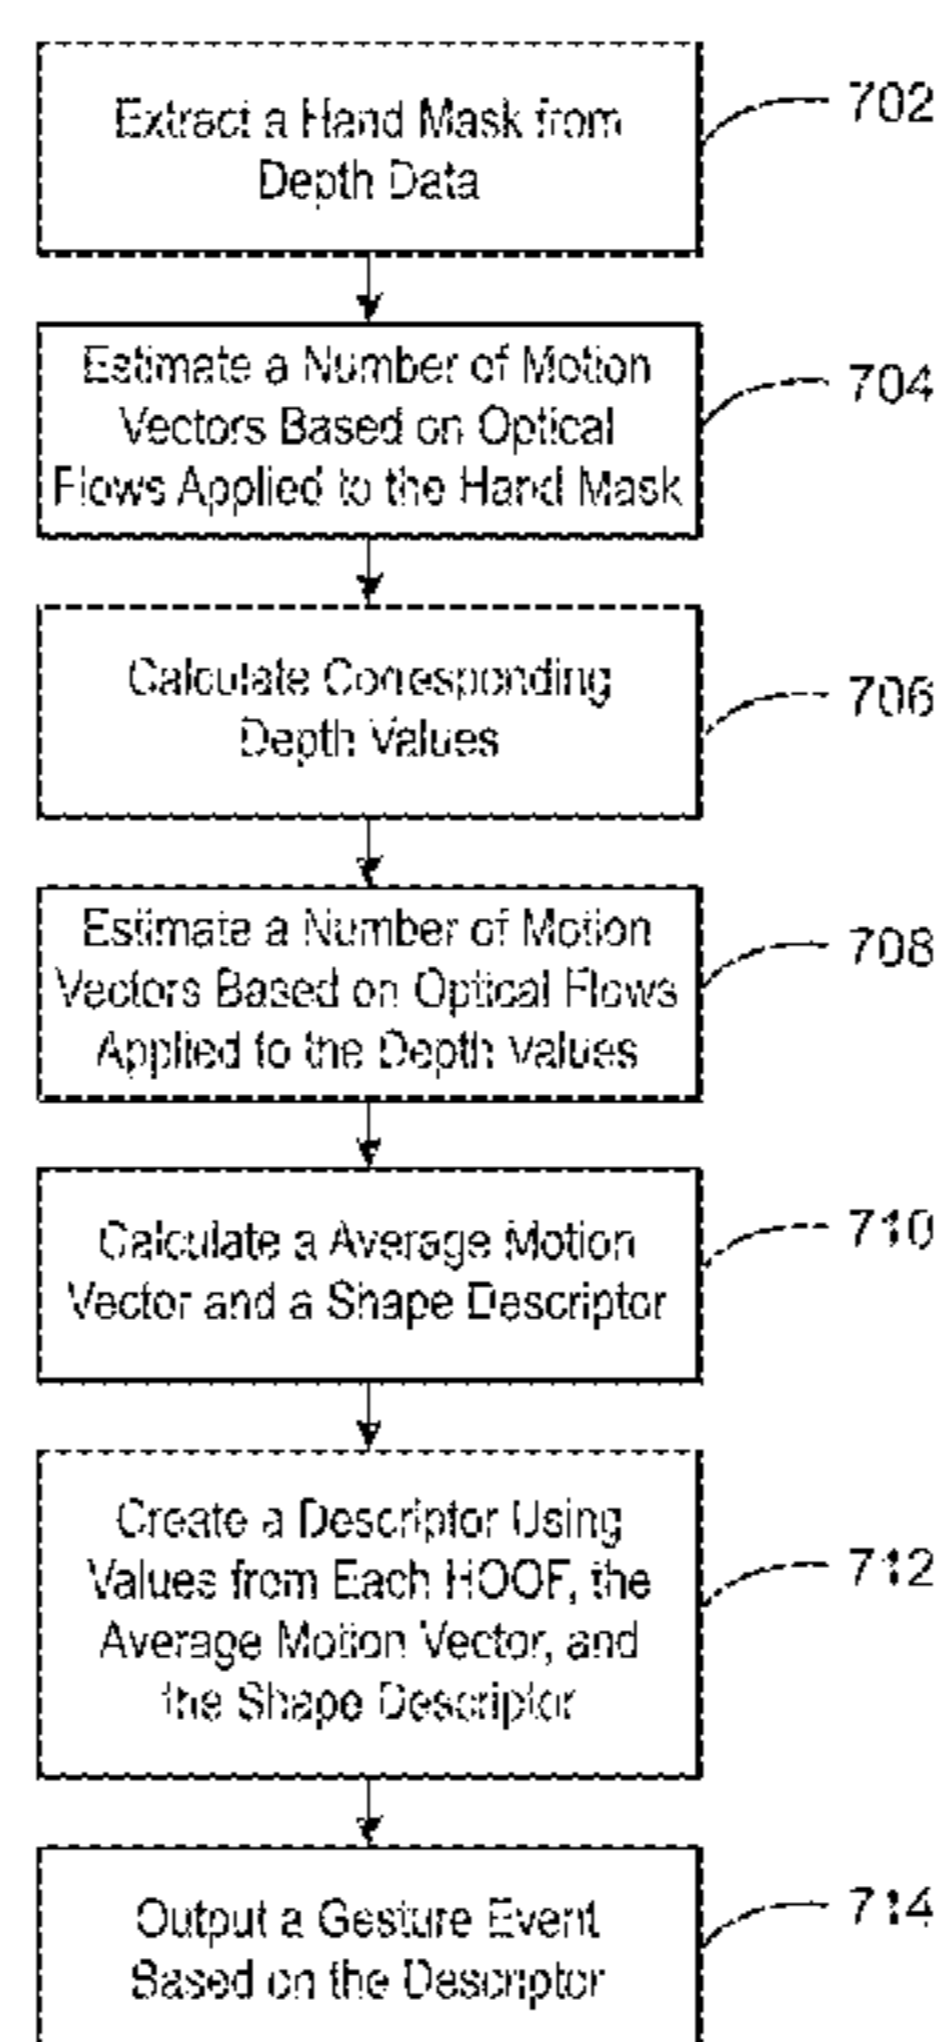 Extract a Hand Mask from
Depth Data
702
Estimate a Number of Motion
Vectors Based on Optical
Flows Applied to the Hand Mask
704
Calculate Corresponding
Depth Values
706
Estimate a Number of Motion
Vectors Based on Optical Flows
Applied to the Depth Values
708
Calculate a Average Motion
Vector and a Shape Descriptor
710
Create a Descriptor Using
Values from Each HOOF, the
Average Motion Vector, and
the Shape Descriptor
712
Output a Gesture Event
Based on the Descriptor
714